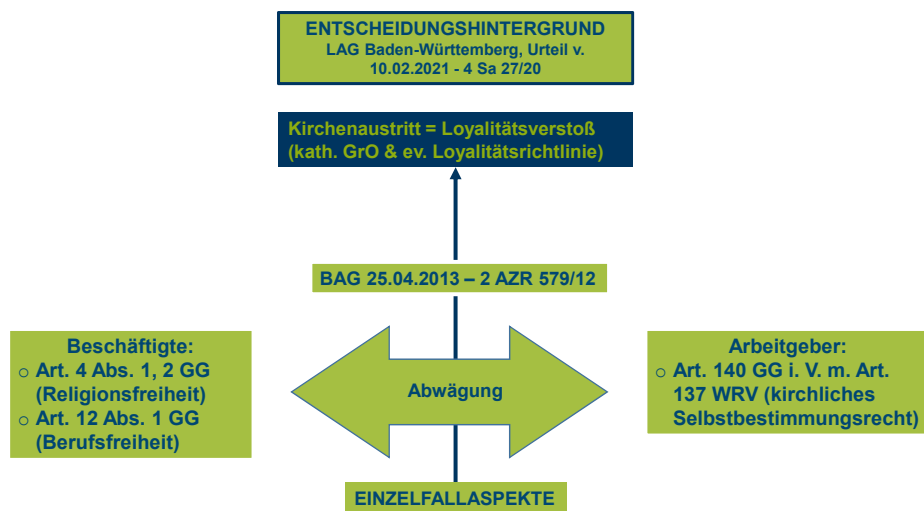 ENTSCHEIDUNGSHINTERGRUND
LAG Baden-Württemberg, Urteil v.
10.02.2021 - 4 Sa 27/20
Kirchenaustritt = Loyalitätsverstoß
(kath. GrO & ev. Loyalitätsrichtlinie)
BAG 25.04.2013 – 2 AZR 579/12
Beschäftigte:
o Art. 4 Abs. 1, 2 GG
(Religionsfreiheit)
o Art. 12 Abs. 1 GG
(Berufsfreiheit)
Abwägung
Arbeitgeber:
o Art. 140 GG i. V. m. Art.
137 WRV (kirchliches
Selbstbestimmungsrecht)
EINZELFALLASPEKTE